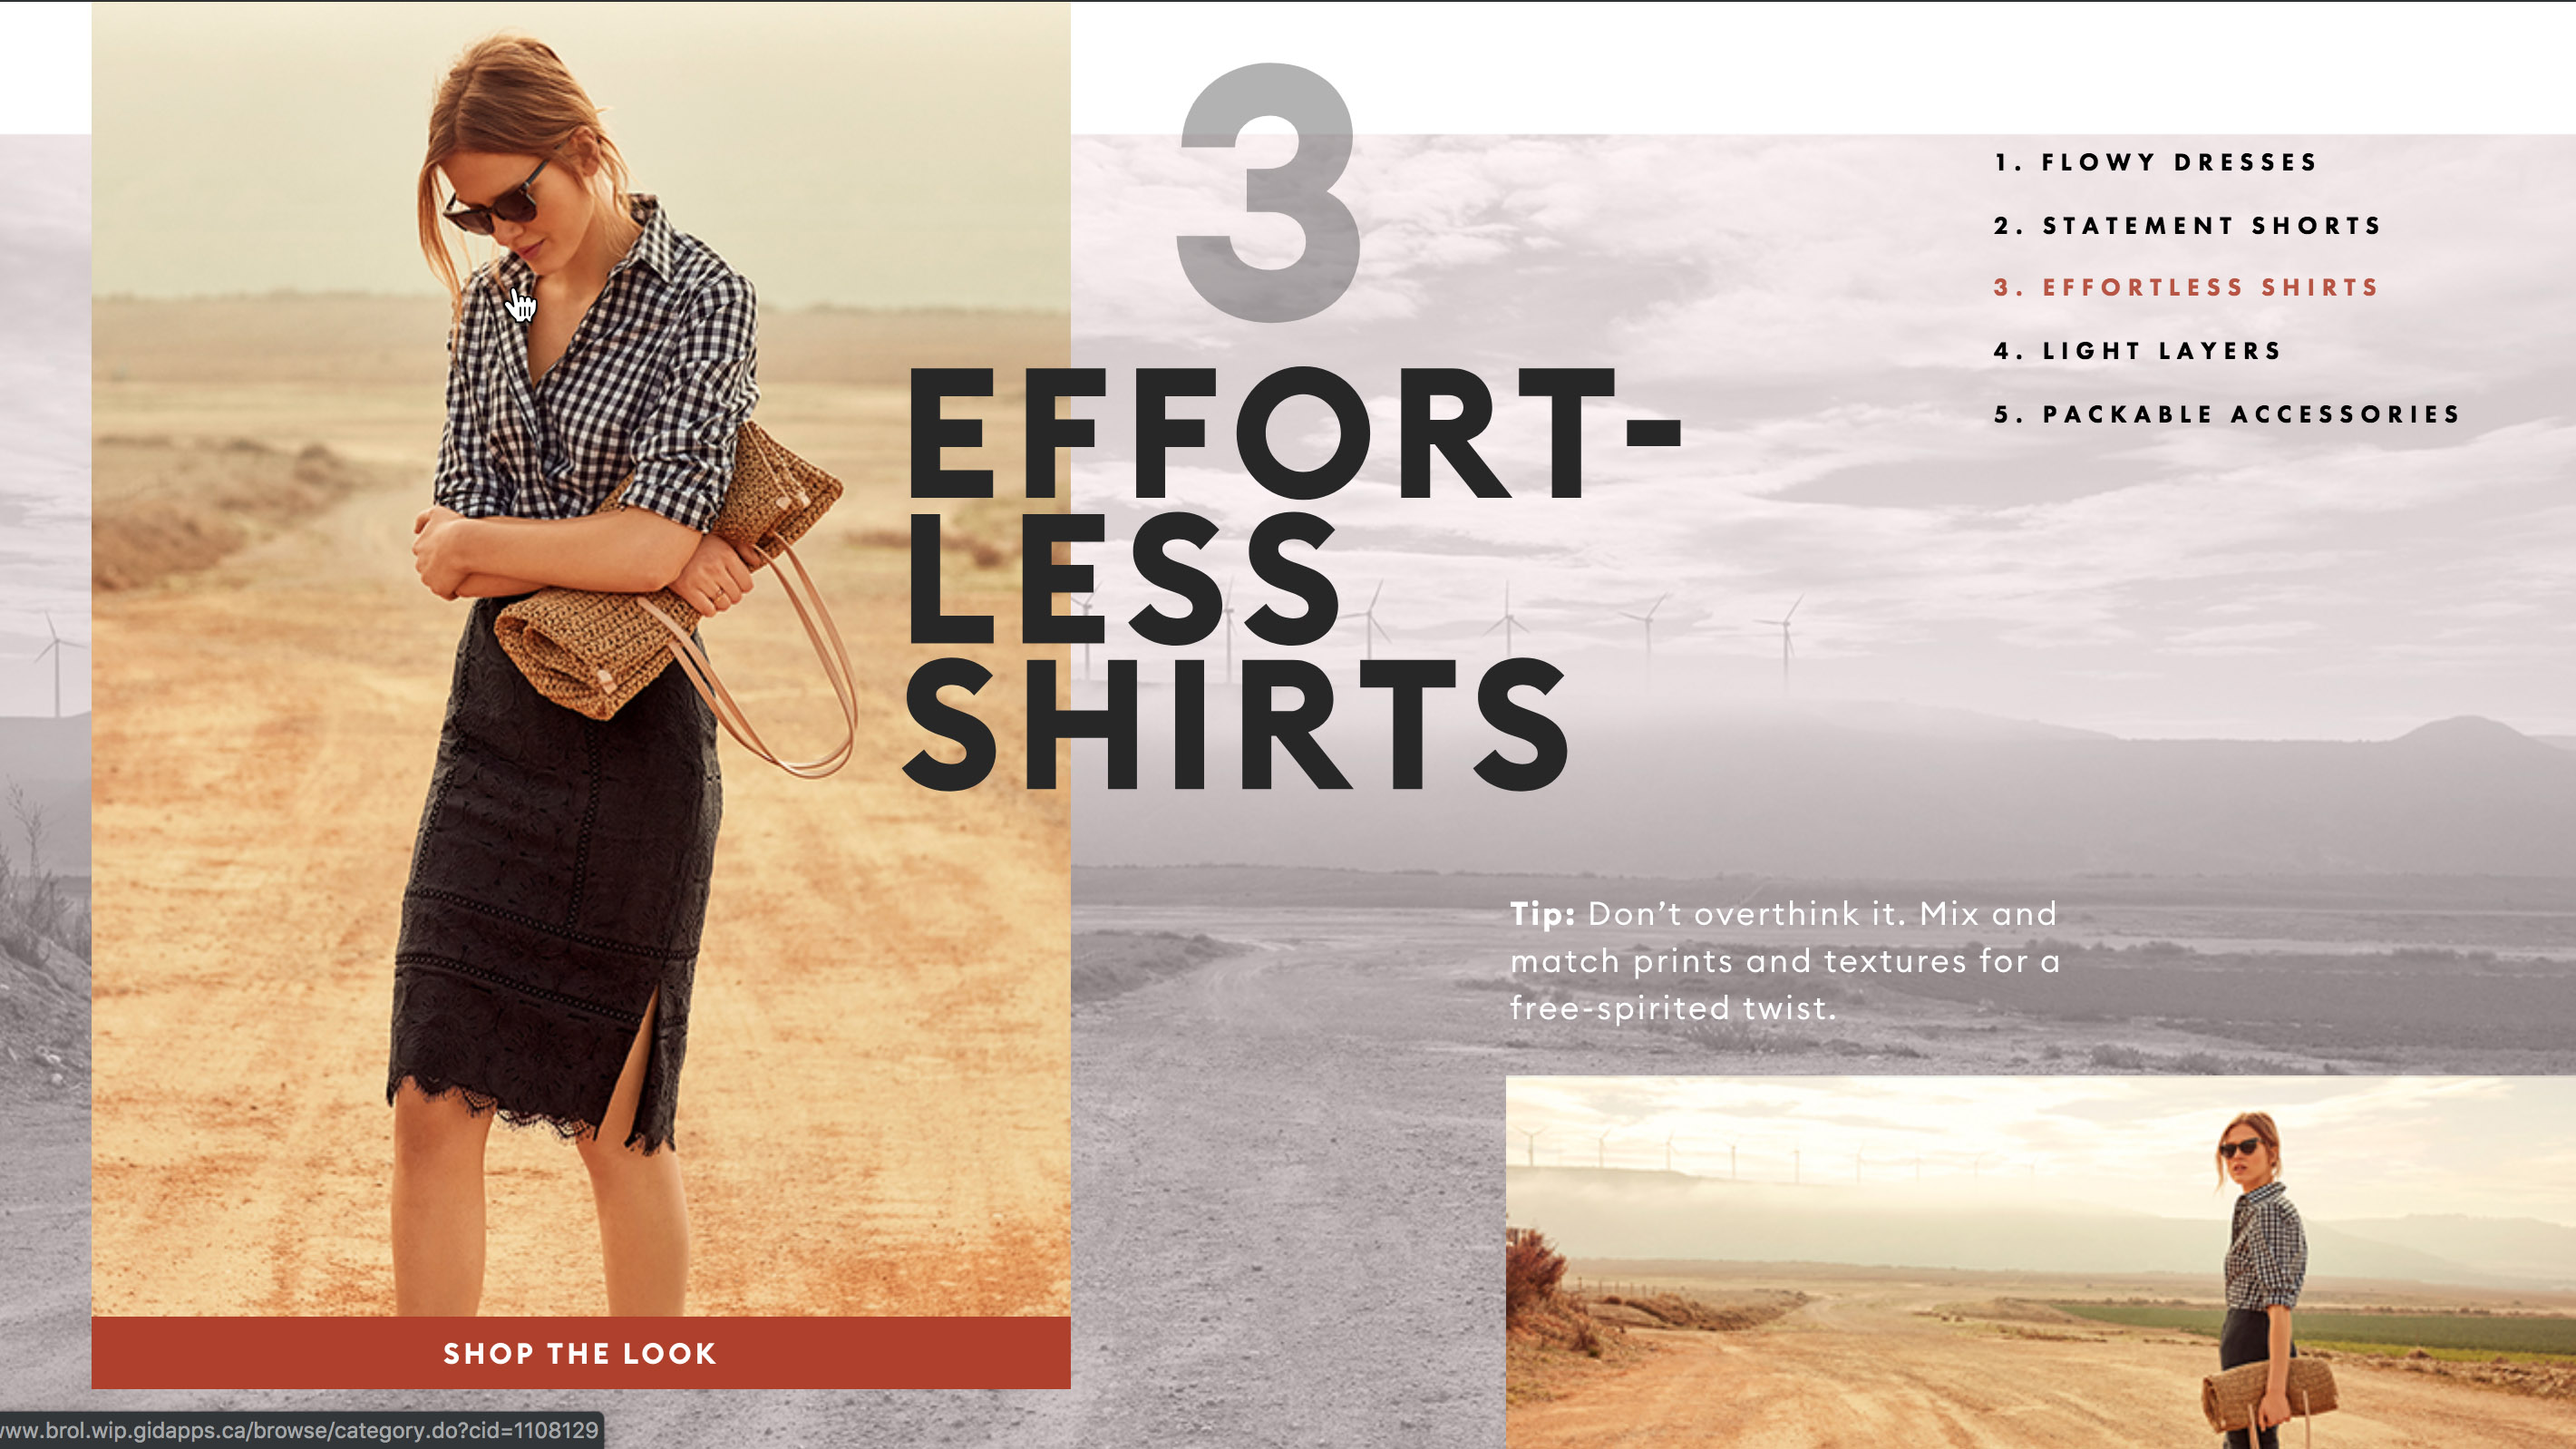 3
EFFORT-
LESS
SHIRTS
1. FLOWY DRESSES
2. STATEMENT SHORTS
3. EFFORTLESS SHIRTS
4. LIGHT LAYERS
5. PACKABLE ACCESSORIES
Tip: Don’t overthink it. Mix and
match prints and textures for a
free-spirited twist.
SHOP THE LOOK
www.brol.wip.gidapps.ca/browse/category.do?cid=1108129